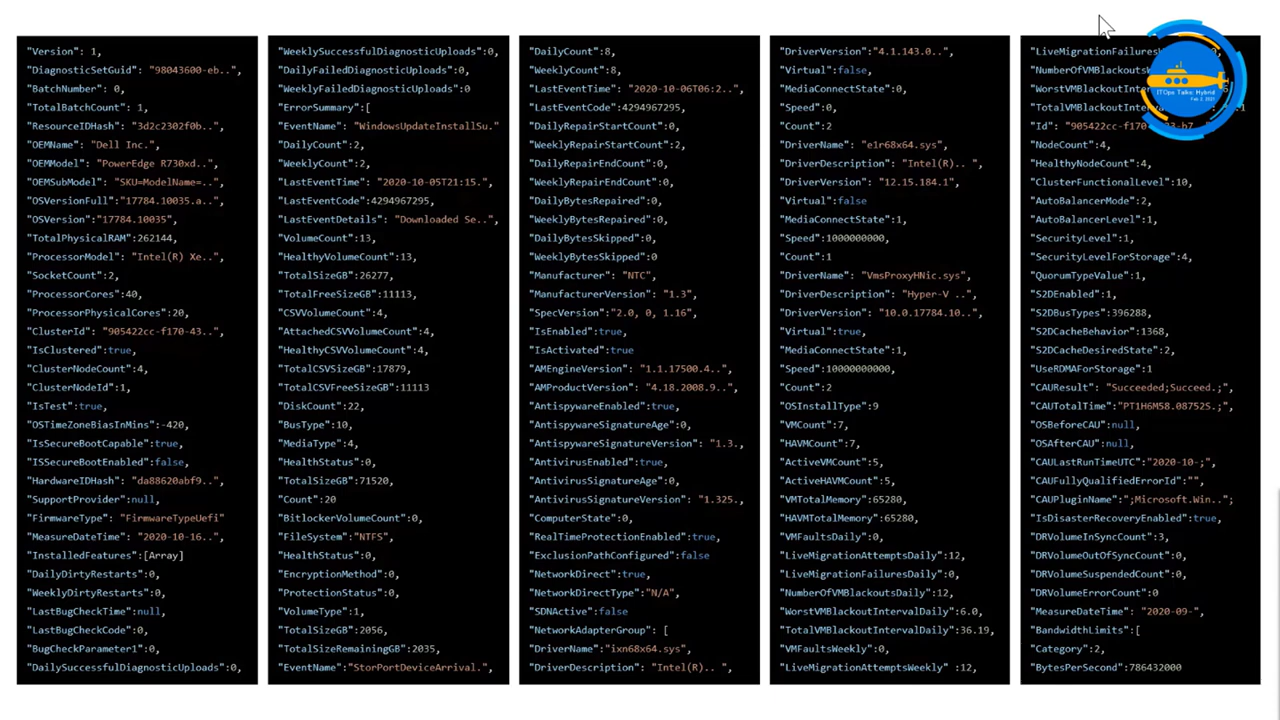 "Version": 1,
"DiagnosticSetGuid": "98043600-eb..",
"BatchNumber": 0,
"TotalBatchCount": 1,
"ResourceIDHash": "3d2c2302f0b..",
"OEMName": "Dell Inc.",
"OEMModel": "PowerEdge R730xd..",
"OEMSubModel": "SKU=ModelName=..",
"OSVersionFull":"17784.10035.a..",
"OSVersion":"17784.10035",
"TotalPhysicalRAM":262144,
"ProcessorModel": "Intel(R) Xe..",
"SocketCount":2,
"ProcessorCores":40,
"ProcessorPhysicalCores":20,
"ClusterId": "905422cc-f170-43..",
"IsClustered":true,
"ClusterNodeCount":4,
"ClusterNodeId":1,
"IsTest":true,
"OSTimeZoneBiasInMins":-420,
"IsSecureBootCapable":true,
"ISSecureBootEnabled":false,
"HardwareIDHash": "da88620abf9..",
"SupportProvider":null,
"FirmwareType": "FirmwareTypeUefi"
"MeasureDateTime": "2020-10-16..",
"InstalledFeatures":[Array]
"DailyDirtyRestarts":0,
"WeeklyDirtyRestarts":0,
"LastBugCheckTime":null,
"LastBugCheckCode":0,
"BugCheckParameter1":0,
"DailySuccessfulDiagnosticUploads":0,
"WeeklySuccessfulDiagnosticUploads":0,
"DailyFailedDiagnosticUploads":0,
"WeeklyFailedDiagnosticUploads":0
"ErrorSummary":[
"EventName": "WindowsUpdateInstallSu."
"DailyCount":2,
"WeeklyCount":2,
"LastEventTime": "2020-10-05T21:15.",
"LastEventCode":4294967295,
"LastEventDetails": "Downloaded Se..",
"VolumeCount":13,
"HealthyVolumeCount":13,
"TotalSizeGB":26277,
"TotalFreeSizeGB":11113,
"CSVVolumeCount":4,
"AttachedCSVVolumeCount":4,
"HealthyCSVVolumeCount":4,
"TotalCSVSizeGB":17879,
"TotalCSVFreeSizeGB":11113
"DiskCount":22,
"BusType":10,
"MediaType":4,
"HealthStatus":0,
"TotalSizeGB":71520,
"Count":20
"BitlockerVolumeCount":0,
"FileSystem":"NTFS",
"HealthStatus":0,
"EncryptionMethod":0,
"ProtectionStatus":0,
"VolumeType":1,
"TotalSizeGB":2056,
"TotalSizeRemainingGB":2035,
"EventName":"StorPortDeviceArrival.",
"DailyCount":8,
"WeeklyCount":8,
"LastEventTime": "2020-10-06T06:2..",
"LastEventCode":4294967295,
"DailyRepairStartCount":0,
"WeeklyRepairStartCount":2,
"DailyRepairEndCount":0,
"WeeklyRepairEndCount":0,
"DailyBytesRepaired":0,
"WeeklyBytesRepaired":0,
"DailyBytesSkipped":0,
"WeeklyBytesSkipped":0
"Manufacturer": "NTC",
"ManufacturerVersion": "1.3",
"SpecVersion": "2.0, 0, 1.16",
"IsEnabled":true,
"IsActivated":true
"AMEngineVersion": "1.1.17500.4..",
"AMProductVersion": "4.18.2008.9..",
"AntispywareEnabled":true,
"AntispywareSignatureAge":0,
"AntispywareSignatureVersion": "1.3.,
"AntivirusEnabled":true,
"AntivirusSignatureAge":0,
"AntivirusSignatureVersion": "1.325.,
"ComputerState":0,
"RealTimeProtectionEnabled":true,
"ExclusionPathConfigured":false
"NetworkDirect":true,
"NetworkDirectType":"N/A",
"SDNActive":false
"NetworkAdapterGroup": [
"DriverName":"ixn68x64.sys",
"DriverDescription": "Intel(R).. ",
"DriverVersion":"4.1.143.0..",
"Virtual":false,
"MediaConnectState":0,
"Speed":0,
"Count":2
"DriverName": "e1r68x64.sys",
"DriverDescription": "Intel(R).. ",
"DriverVersion": "12.15.184.1",
"Virtual":false
"MediaConnectState":1,
"Speed":1000000000,
"Count":1
"DriverName": "VmsProxyHNic.sys",
"DriverDescription": "Hyper-V ..",
"DriverVersion": "10.0.17784.10..",
"Virtual":true,
"MediaConnectState":1,
"Speed":10000000000,
"Count":2
"OSInstallType":9
"VMCount":7,
"HAVMCount":7,
"ActiveVMCount":5,
"ActiveHAVMCount":5,
"VMTotalMemory":65280,
"HAVMTotalMemory":65280,
"VMFaultsDaily":0,
"LiveMigrationAttemptsDaily":12,
"LiveMigrationFailuresDaily":0,
"NumberOfVMBlackoutsDaily":12,
"WorstVMBlackoutIntervalDaily":6.0,
"TotalVMBlackoutIntervalDaily":36.19,
"VMFaultsWeekly":0,
"LiveMigrationAttemptsWeekly":12,
"LiveMigrationFailures
"NumberOfVMBlackouts
"WorstVMBlackoutInter
"TotalVMBlackoutInterva
"Id": "905422cc-f170-
"NodeCount":4,
"HealthyNodeCount":4,
"ClusterFunctionalLevel":10,
"AutoBalancerMode":2,
"AutoBalancerLevel":1,
"SecurityLevel":1,
"SecurityLevelForStorage":4,
"QuorumTypeValue":1,
"S2DEnabled":1,
"S2DBusTypes":396288,
"S2DCacheBehavior":1368,
"S2DCacheDesiredState":2,
"UseRDMAForStorage":1
"CAUResult": "Succeeded;Succeed.;",
"CAUTotalTime":"PT1H6M58.08752S.;",
"OSBeforeCAU":null,
"OSAfterCAU":null,
"CAULastRunTimeUTC":"2020-10-;",
"CAUFullyQualifiedErrorId":"",
"CAUPluginName":";Microsoft.Win..";
"IsDisasterRecoveryEnabled":true,
"DRVolumeInSyncCount":3,
"DRVolumeOutOfSyncCount":0,
"DRVolumeSuspendedCount":0,
"DRVolumeErrorCount":0
"MeasureDateTime": "2020-09-",
"BandwidthLimits":[
"Category":2,
"BytesPerSecond":786432000
ITOps Talks: Hybrid
Feb 2, 2021